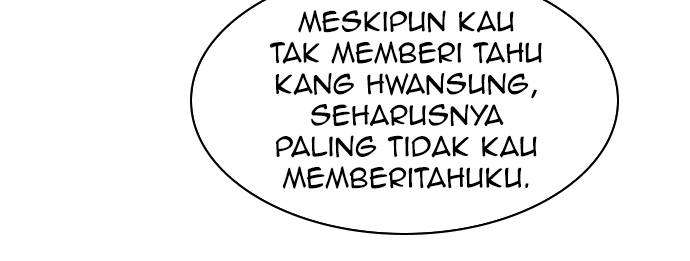 MESKIPUN KAU
TAK MEMBERI TAHU
KANG HWANSUNG,
SEHARUSNYA
PALING TIDAK KAU
MEMBERITAHUKU.